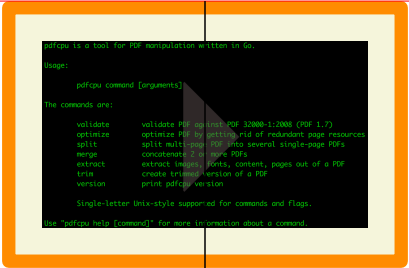 pdfcpu is a tool for PDF manipulation written in Go.
Usage:
pdfcpu command [arguments]
The commands are:
validate validate PDF against PDF 32000-1:2008 (PDF 1.7)
optimize optimize PDF by getting rid of redundant page resources
split split multi-page PDF into several single-page PDFs
merge concatenate 2 or more PDFs
extract extract images, fonts, content, pages out of a PDF
trim create trimmed version of a PDF
version print pdfcpu version
Single-letter Unix-style supported for commands and flags.
Use "pdfcpu help [command]" for more information about a command.